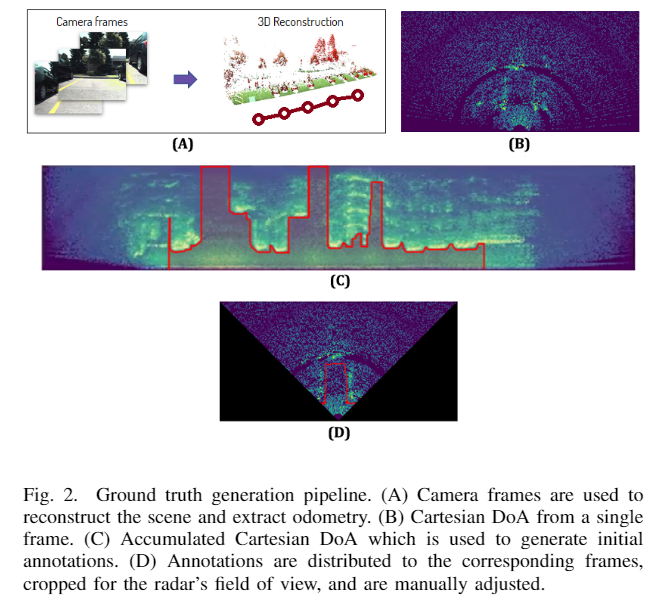 Camera frames
3D Reconstruction
(A)
(B)
(C)
(D)
Fig. 2. Ground truth generation pipeline. (A) Camera frames are used to
reconstruct the scene and extract odometry. (B) Cartesian DoA from a single
frame. (C) Accumulated Cartesian DoA which is used to generate initial
annotations. (D) Annotations are distributed to the corresponding frames,
cropped for the radar's field of view, and are manually adjusted.